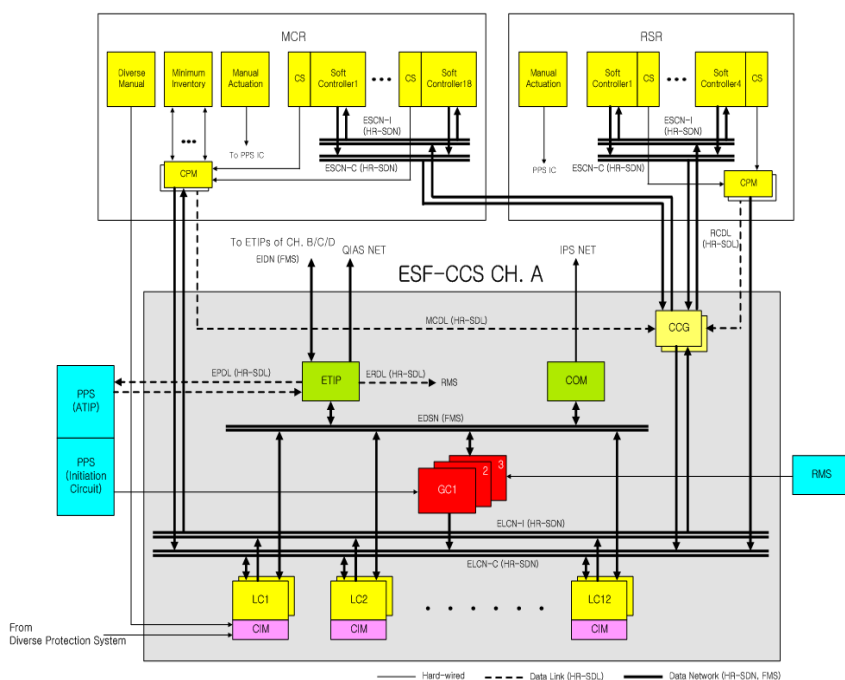 MCR
RSR
Diverse
Manual
Minimum
Inventory
Manual
Actuation
CS
Soft
Controller1
•••
CS
Soft
Controller18
Manual
Actuation
Soft
Controller1
CS
•••
Soft
Controller4
CS
ESCN-I
(HR-SDN)
ESCN-I
(HR-SDN)
•••
To PPS IC
ESCN-C (HR-SDN)
ESCN-C (HR-SDN)
PPS IC
CPM
CPM
RCDL
(HR-SDL)
To ETIPs of CH. B/C/D
EIDN (FMS)
QIAS NET
IPS NET
ESF-CCS CH. A
MCDL (HR-SDL)
CCG
EPDL (HR-SDL)
ETIP
ERDL (HR-SDL)
RMS
COM
PPS
(ATIP)
EDSN (FMS)
PPS
(Initiation
Circuit)
GC1
2
3
RMS
ELCN-I (HR-SDN)
ELCN-C (HR-SDN)
LC1
LC2
LC12
CIM
CIM
CIM
From
Diverse Protection System
Hard-wired
Data Link (HR-SDL)
Data Network (HR-SDN, FMS)